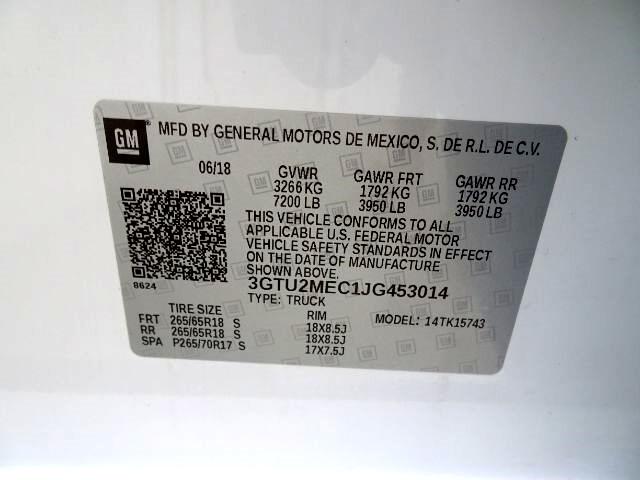 GM
MFD BY GENERAL MOTORS DE MEXICO, S. DE R.L. DE C.V.
06/18 GVWR GAWR FRT GAWR RR
3266 KG 1792 KG 1792 KG
7200 LB 3950 LB 3950 LB
THIS VEHICLE CONFORMS TO ALL
APPLICABLE U.S. FEDERAL MOTOR
VEHICLE SAFETY STANDARDS IN EFFECT
ON THE DATE OF MANUFACTURE
SHOWN ABOVE.
8624
3GTU2MEC1JG453014
TYPE: TRUCK
TIRE SIZE RIM MODEL: 14TK15743
FRT 265/65R18 S 18X8.5J
RR 265/65R18 S 18X8.5J
SPA P265/70R17 S 17X7.5J